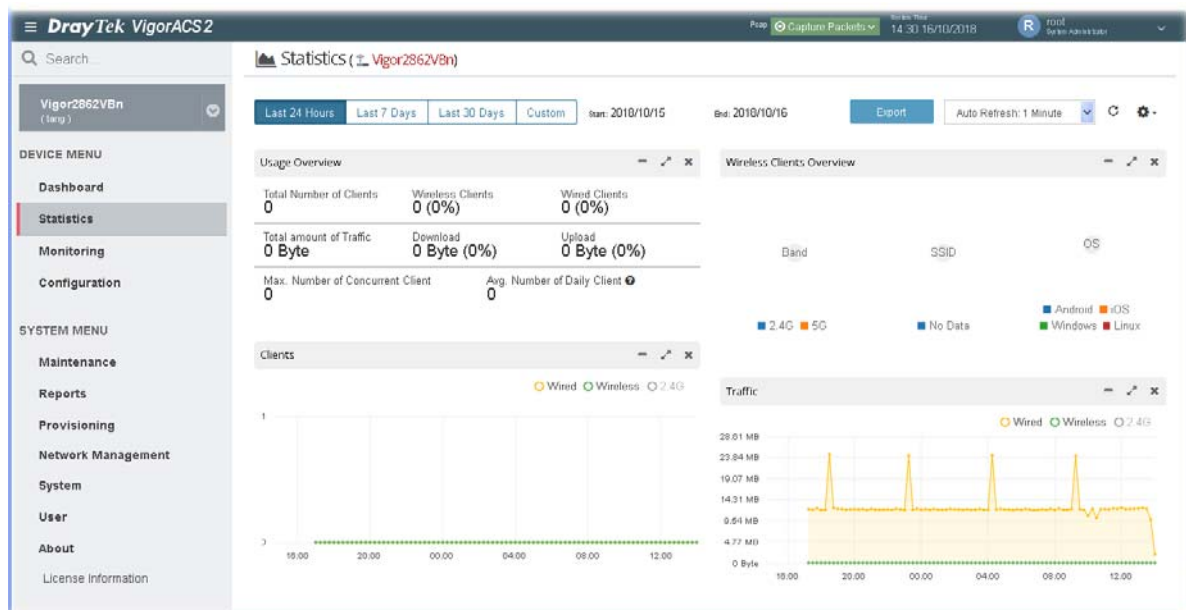 DrayTek VigorACS 2
Pcap
Capture Packets
System Time
14:30 16/10/2018
R
root
System Administrator
Search...
Vigor2862VBn
( tang )
DEVICE MENU
Dashboard
Statistics
Monitoring
Configuration
SYSTEM MENU
Maintenance
Reports
Provisioning
Network Management
System
User
About
License Information
Statistics ( Vigor2862VBn)
Last 24 Hours Last 7 Days Last 30 Days Custom Start: 2018/10/15 End: 2018/10/16 Export Auto Refresh: 1 Minute
Usage Overview
Total Number of Clients Wireless Clients Wired Clients
0 0 (0%) 0 (0%)
Total amount of Traffic Download Upload
0 Byte 0 Byte (0%) 0 Byte (0%)
Max. Number of Concurrent Client Avg. Number of Daily Client
0 0
Clients
Wired Wireless 2.4G
1
0
16:00 20:00 00:00 04:00 08:00 12:00
Wireless Clients Overview
Band SSID OS
2.4G 5G
No Data
Android iOS
Windows Linux
Traffic
Wired Wireless 2.4G
28.61 MB
23.84 MB
19.07 MB
14.31 MB
9.54 MB
4.77 MB
0 Byte
16:00 20:00 00:00 04:00 08:00 12:00